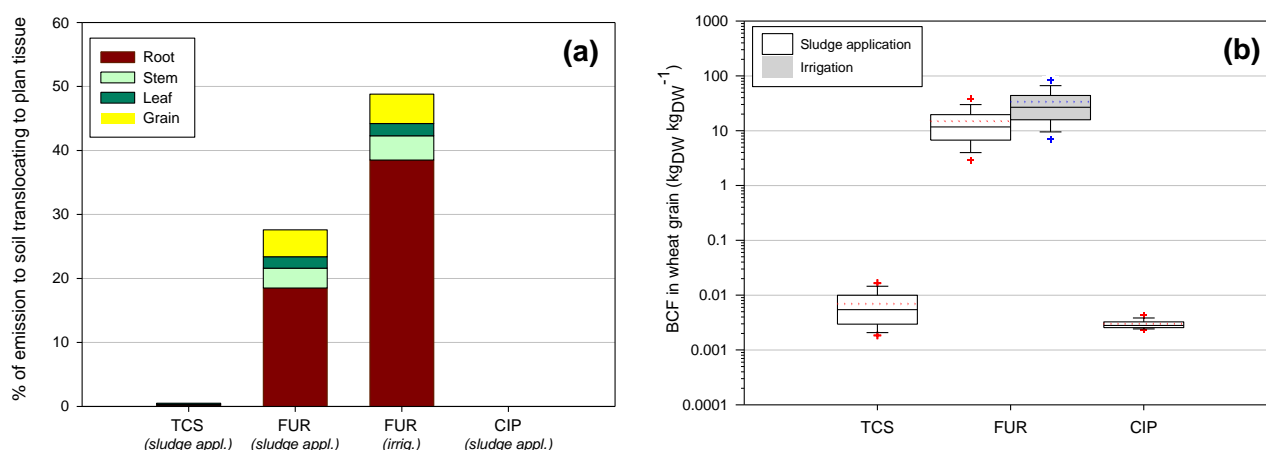 % of emission to soil translocating to plan tissue
60
50
40
30
20
10
0
Root
Stem
Leaf
Grain
(a)
TCS
(sludge appl.)
FUR
(sludge appl.)
FUR
(irrig.)
CIP
(sludge appl.)
BCF in wheat grain (kgDW kgDW-1)
1000
100
10
1
0.1
0.01
0.001
0.0001
Sludge application
Irrigation
(b)
TCS
FUR
CIP